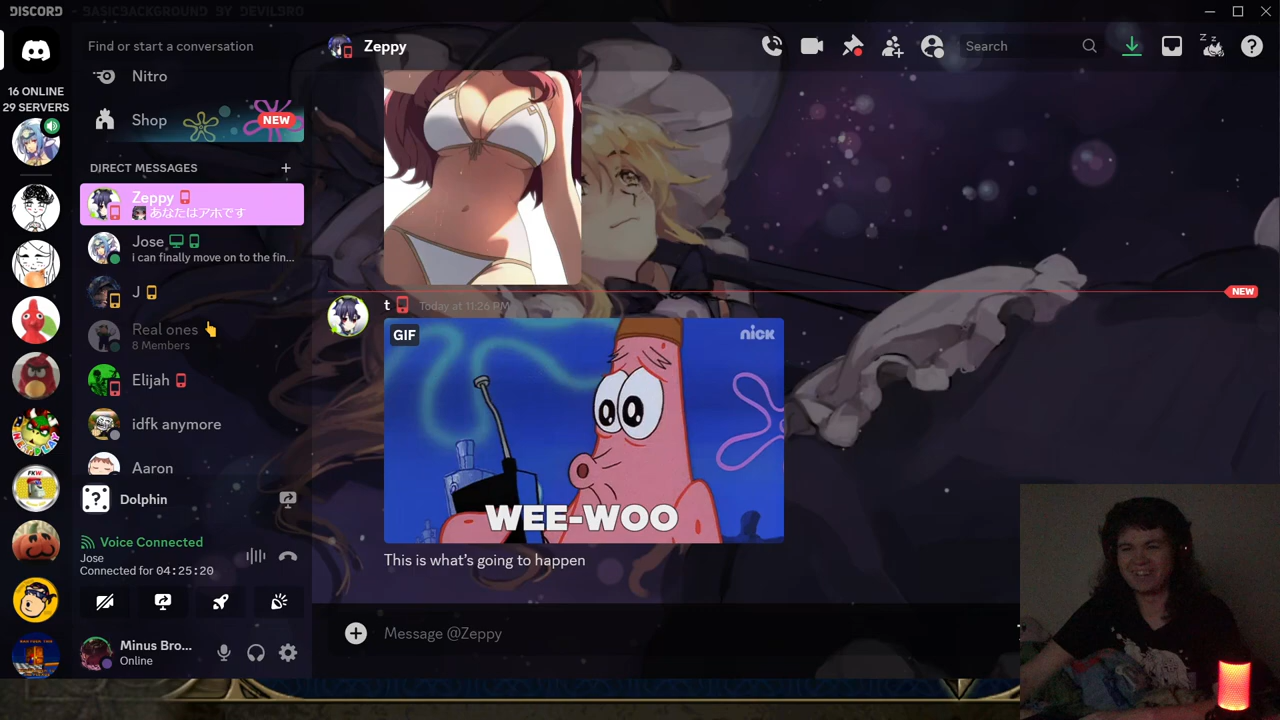 DISCORD - BASICBACKGROUND BY DEVILBRO
Find or start a conversation
Zeppy
Search
16 ONLINE
29 SERVERS
Nitro
Shop
NEW
DIRECT MESSAGES
Zeppy
あなたはアホです
Jose
i can finally move on to the fin...
J
Real ones
8 Members
Elijah
idfk anymore
Aaron
Dolphin
Voice Connected
Jose
Connected for 04:25:20
Minus Bro...
Online
NEW
t Today at 11:26 PM
GIF
nick
WEE-WOO
This is what's going to happen
Message @Zeppy